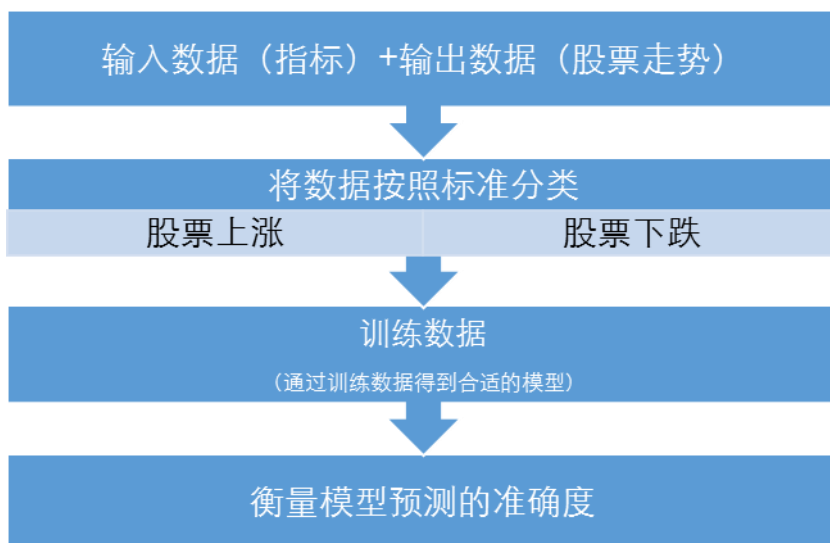 输入数据（指标）+输出数据（股票走势）
将数据按照标准分类
股票上涨
股票下跌
训练数据
（通过训练数据得到合适的模型）
衡量模型预测的准确度